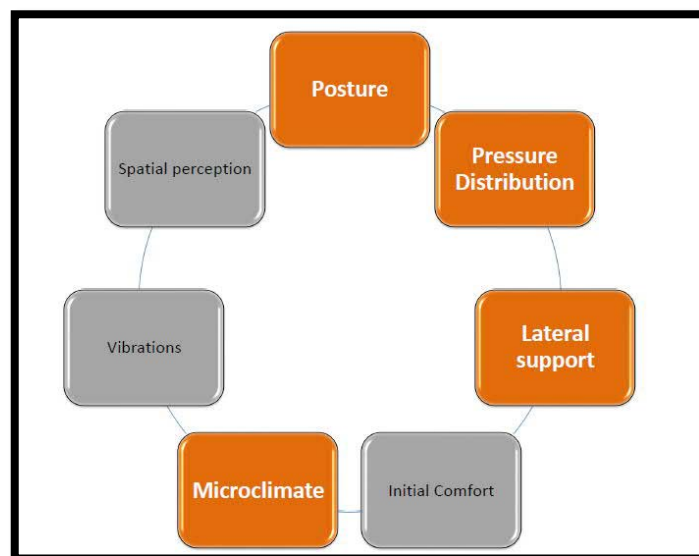 Posture
Pressure
Distribution
Lateral
support
Initial Comfort
Microclimate
Vibrations
Spatial perception